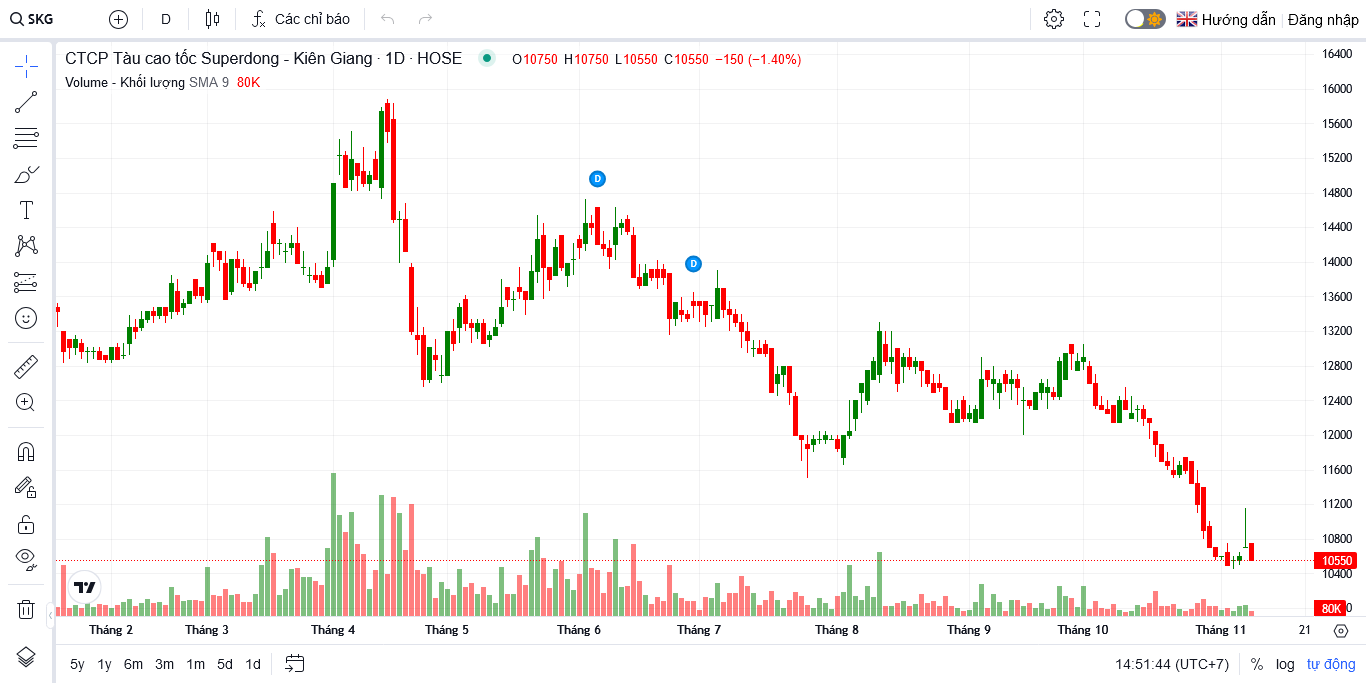 SKG
D
Các chỉ báo
Hướng dẫn
Đăng nhập
CTCP Tàu cao tốc Superdong - Kiên Giang · 1D · HOSE
O10750 H10750 L10550 C10550 −150 (−1.40%)
Volume - Khối lượng SMA 9 80K
D
D
16400
16000
15600
15200
14800
14400
14000
13600
13200
12800
12400
12000
11600
11200
10800
10550
10400
80K
Tháng 2 Tháng 3 Tháng 4 Tháng 5 Tháng 6 Tháng 7 Tháng 8 Tháng 9 Tháng 10 Tháng 11 21
5y 1y 6m 3m 1m 5d 1d
14:51:44 (UTC+7) % log tự động